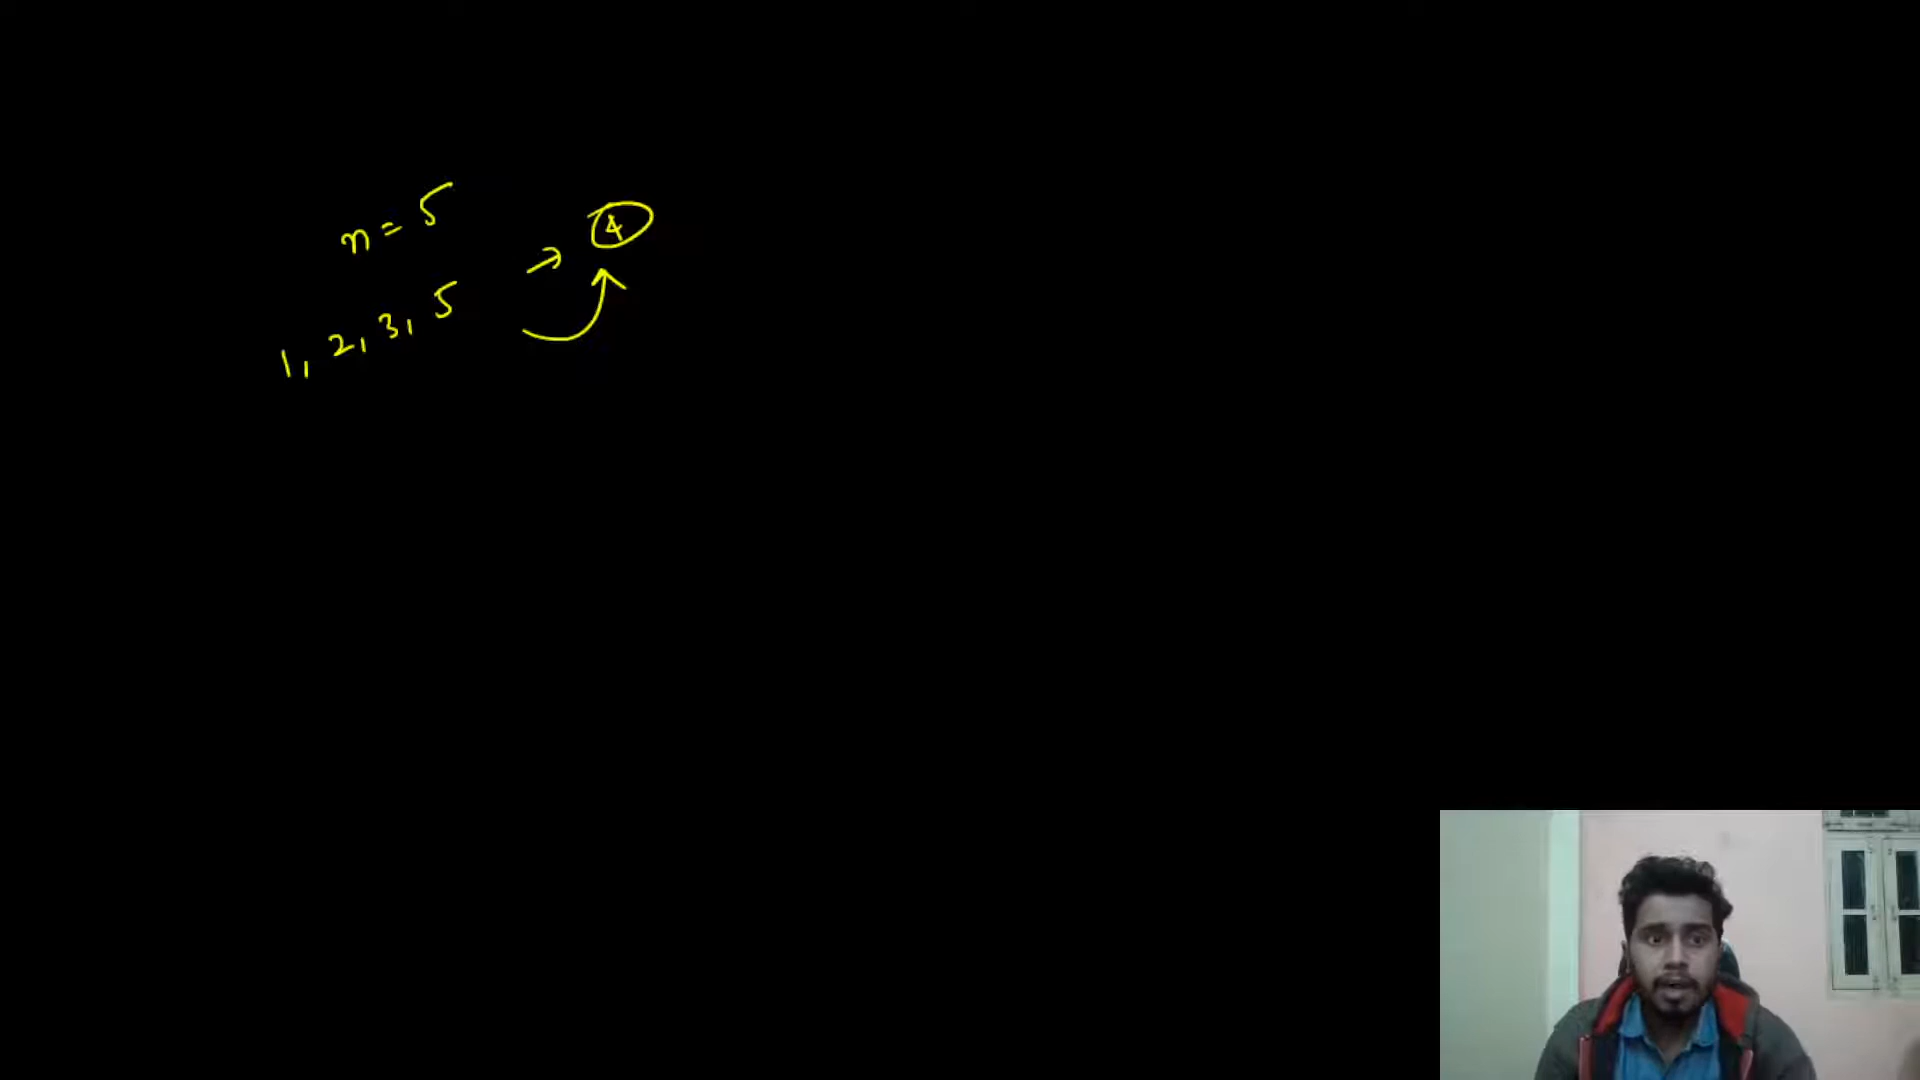 n = 5
→ 4
1, 2, 3, 5